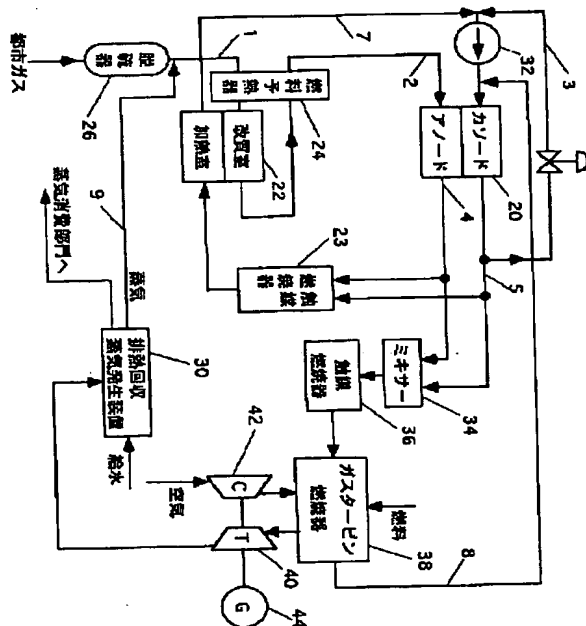 7
32
3
1
2
都市ガス
脱硫器
26
燃料予
熱器
24
カソード
アノード
20
4
5
改質室
加熱室
22
9
23
触媒燃
焼器
蒸気消費部門へ
蒸気
ミキサー
34
触媒
燃焼器
36
排熱回収
蒸気発生装置
30
給水
空気
42
C
T
40
ガスタービン
燃焼器
38
燃料
8
G
44